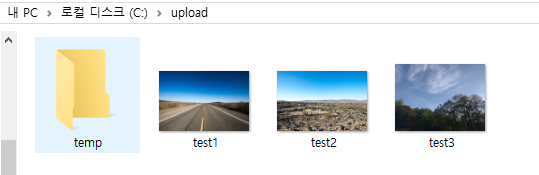 내 PC > 로컬 디스크 (C:) > upload
temp
test1
test2
test3